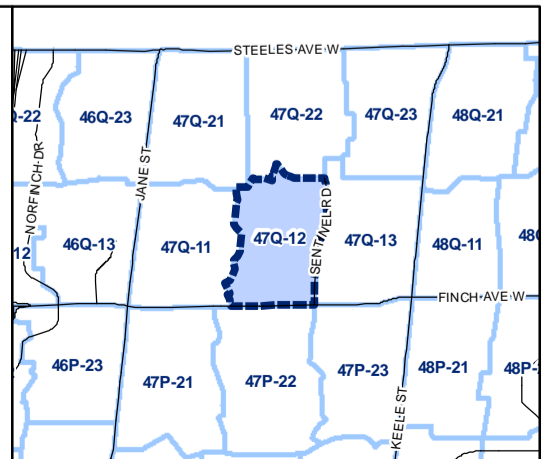 STEELES AVE W
Q-22
46Q-23
47Q-21
47Q-22
47Q-23
48Q-21
NORFINCH DR
JANE ST
12
46Q-13
47Q-11
47Q-12
SENTINEL RD
47Q-13
48Q-11
48
FINCH AVE W
46P-23
47P-21
47P-22
47P-23
48P-21
48P-
KEELE ST